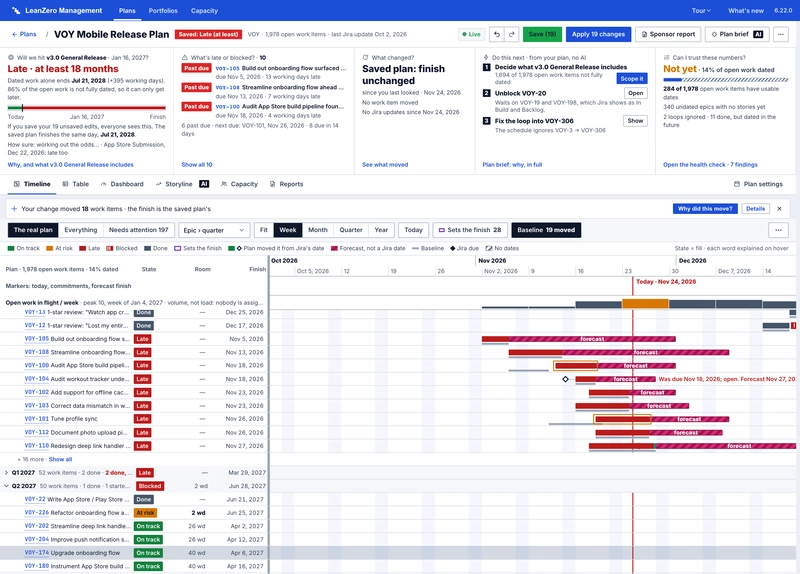 LeanZero Management
Plans
Portfolios
Capacity
Tour
What's new
6.22.0
Plans
/
VOY Mobile Release Plan
Saved: Late (at least)
VOY · 1,978 open work items · last Jira update Oct 2, 2026
Live
Save (19)
Apply 19 changes
Sponsor report
Plan brief
AI
Will we hit v3.0 General Release · Jan 16, 2027?
Late · at least 18 months
Dated work alone ends Jul 21, 2028 (+395 working days).
86% of the open work is not fully dated, so it can only get
later.
Today
Jan 16, 2027
Finish
If you save your 19 unsaved edits, everyone sees this. The
saved plan finishes the same day, Jul 21, 2028.
How sure: working out the odds... · App Store Submission,
Dec 22, 2026: late too
Why, and what v3.0 General Release includes
What's late or blocked? · 10
Past due
VOY-105 Build out onboarding flow surfaced ...
due Nov 5, 2026 · 13 working days late
Past due
VOY-108 Streamline onboarding flow ahead ...
due Nov 13, 2026 · 7 working days late
Past due
VOY-100 Audit App Store build pipeline foun...
due Nov 18, 2026 · 4 working days late
6 past due · next due: VOY-101, Nov 26, 2026 · 8 due in 14
days
Show all 10
What changed?
Saved plan: finish
unchanged
since you last looked · Nov 24, 2026
No work item moved
No Jira updates since Nov 24, 2026
See what moved
Do this next · from your plan, no AI
1
Decide what v3.0 General Release includes
1,694 of 1,978 open work items not fully
dated
Scope it
2
Unblock VOY-20
Waits on VOY-19 and VOY-198, which Jira shows as In
Build and Backlog.
Open
3
Fix the loop into VOY-306
The schedule ignores VOY-3 → VOY-306
Show
Plan brief: why, in full
Can I trust these numbers?
Not yet · 14% of open work dated
284 of 1,978 open work items have usable
dates
340 undated epics with no stories yet
2 loops ignored · 11 done, but dated in the
future
Open the health check · 7 findings
Timeline
Table
Dashboard
Storyline
AI
Capacity
Reports
Plan settings
Your change moved 18 work items · the finish is the saved plan's
Why did this move?
Details
The real plan
Everything
Needs attention 197
Epic › quarter
Fit
Week
Month
Quarter
Year
Today
Sets the finish 28
Baseline 19 moved
On track
At risk
Late
Blocked
Done
Sets the finish
Plan moved it from Jira's date
Forecast, not a Jira date
Baseline
Jira due
No dates
State = fill, each word explained on hover
Plan · 1,978 open work items · 14% dated
State
Room
Finish
Oct 2026
Nov 2026
Dec 2026
Oct 5, 2026
12
19
26
Nov 2, 2026
9
16
23
30
Dec 7, 2026
14
Markers: today, commitments, forecast finish
Today · Nov 24, 2026
Open work in flight / week · peak 10, week of Jan 4, 2027 · volume, not load: nobody is assig...
VOY-13 1-star review: "Watch app cr... Done — Dec 25, 2026
VOY-12 1-star review: "Lost my entir... Done — Dec 17, 2026
VOY-105 Build out onboarding flow s... Late — Nov 5, 2026 forecast
VOY-108 Streamline onboarding flow... Late — Nov 13, 2026 forecast
VOY-100 Audit App Store build pipeli... Late — Nov 18, 2026 forecast
VOY-104 Audit workout tracker unde... Late — Nov 18, 2026 forecast Was due Nov 18, 2026; open. Forecast Nov 27, 20
VOY-102 Add support for offline cac... Late — Nov 20, 2026 forecast
VOY-103 Correct data mismatch in w... Late — Nov 23, 2026 forecast
VOY-101 Tune profile sync Late — Nov 26, 2026 forecast
VOY-112 Document photo upload pi... Late — Nov 26, 2026 forecast
VOY-110 Redesign deep link handler ... Late — Nov 27, 2026 forecast
+ 16 more · Show all
Q1 2027 52 work items · 2 done · 2 done, ... Late — Mar 29, 2027
Q2 2027 50 work items · 1 done · 1 starte... Blocked 2 wd Jun 28, 2027
VOY-22 Write App Store / Play Store ... Done — Jun 21, 2027
VOY-226 Refactor onboarding flow a... At risk 2 wd Jun 25, 2027
VOY-202 Streamline deep link handle... On track 26 wd Apr 2, 2027
VOY-204 Improve push notification s... On track 26 wd Apr 12, 2027
VOY-174 Upgrade onboarding flow On track 40 wd Apr 6, 2027
VOY-180 Instrument App Store build ... On track 40 wd Apr 16, 2027